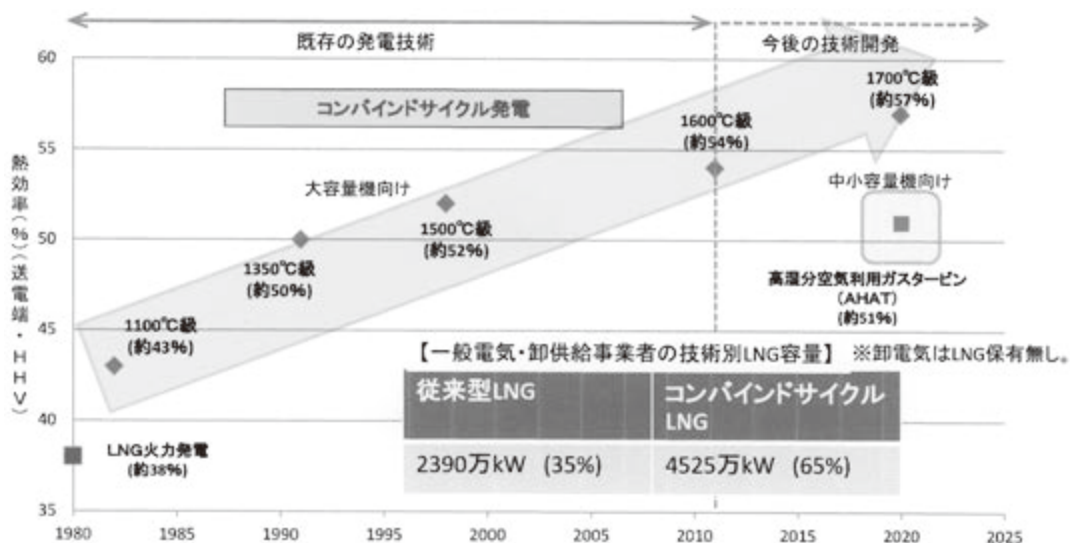 既存の発電技術
今後の技術開発
コンバインドサイクル発電
60
55
50
45
40
35
熱効率(%)(送電端・HHV)
1700℃級
(約57%)
1600℃級
(約54%)
大容量機向け
中小容量機向け
1500℃級
(約52%)
1350℃級
(約50%)
高湿分空気利用ガスタービン
(AHAT)
(約51%)
1100℃級
(約43%)
【一般電気・卸供給事業者の技術別LNG容量】 ※卸電気はLNG保有無し。
従来型LNG
コンバインドサイクル
LNG
2390万kW (35%)
4525万kW (65%)
LNG火力発電
(約38%)
1980 1985 1990 1995 2000 2005 2010 2015 2020 2025